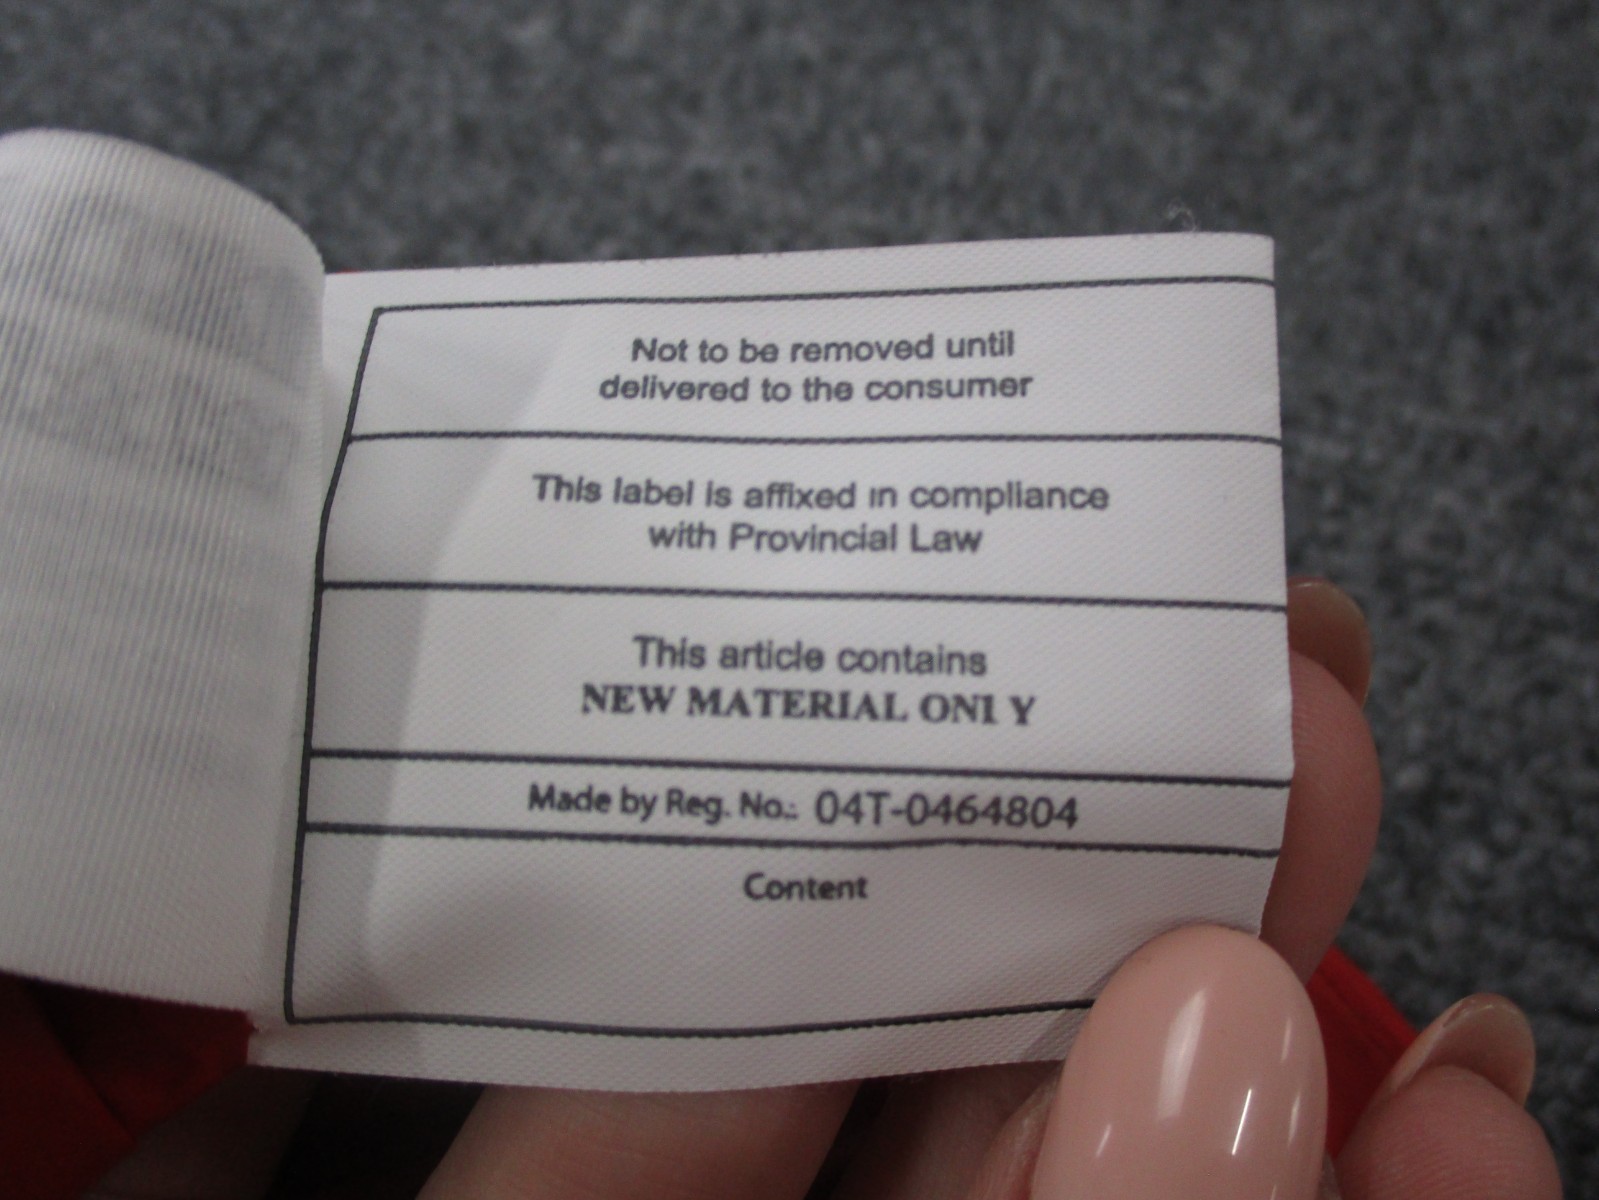 Not to be removed until
delivered to the consumer
This label is affixed in compliance
with Provincial Law
This article contains
NEW MATERIAL ONLY
Made by Reg. No.: 04T-0464804
Content